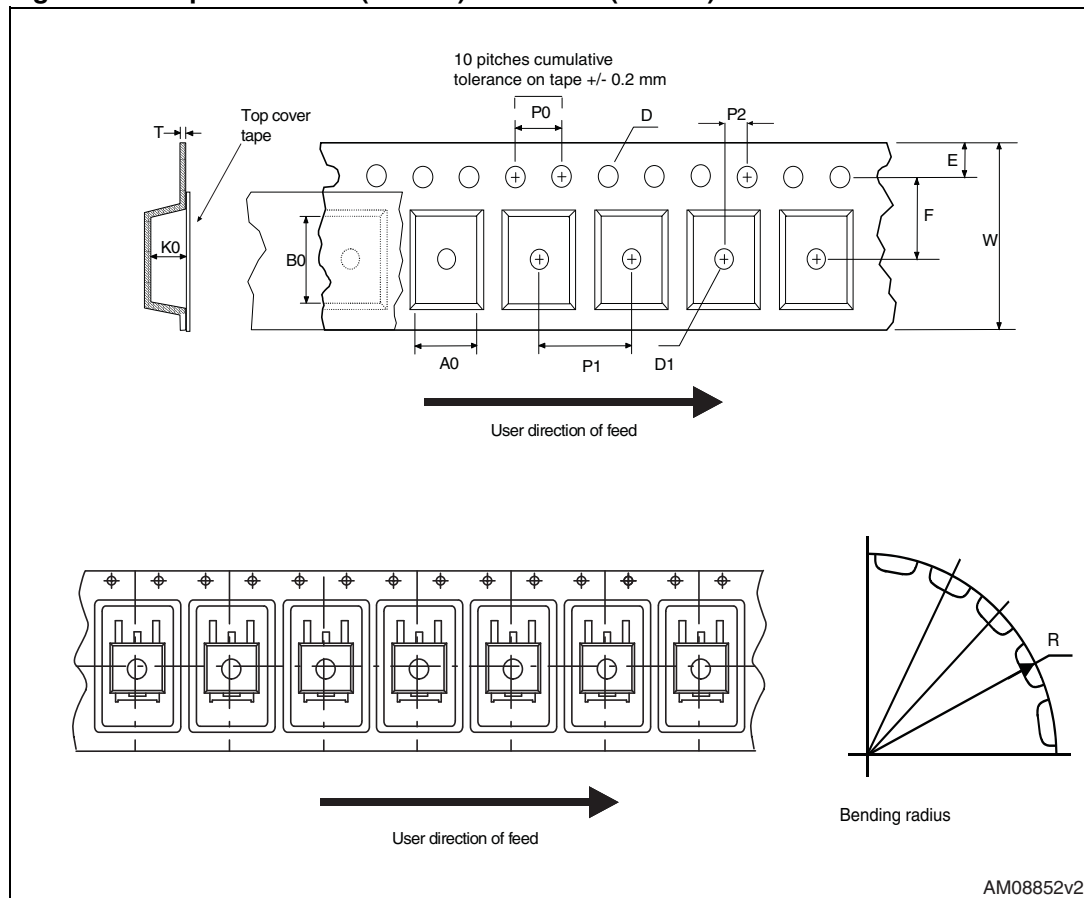 10 pitches cumulative
tolerance on tape +/- 0.2 mm
P0
D
P2
T
Top cover
tape
E
F
W
K0
B0
A0
P1
D1
User direction of feed
R
Bending radius
User direction of feed
AM08852v2